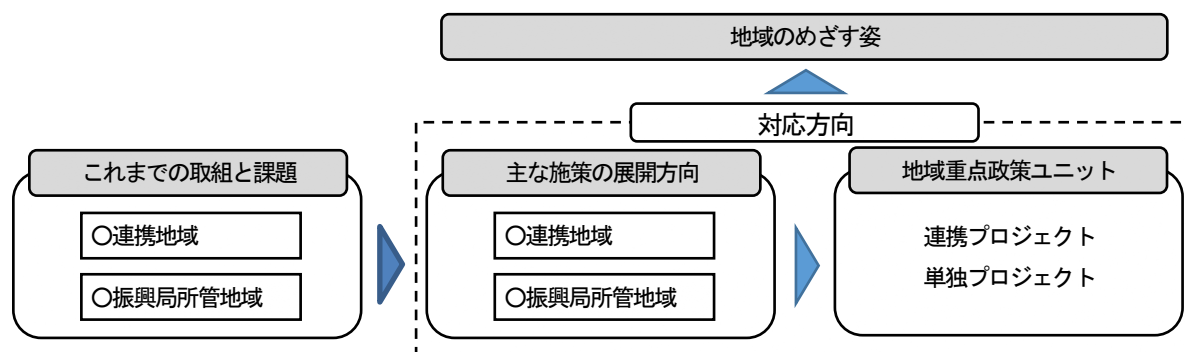 地域のめざす姿
対応方向
これまでの取組と課題
〇連携地域
〇振興局所管地域
主な施策の展開方向
〇連携地域
〇振興局所管地域
地域重点政策ユニット
連携プロジェクト
単独プロジェクト